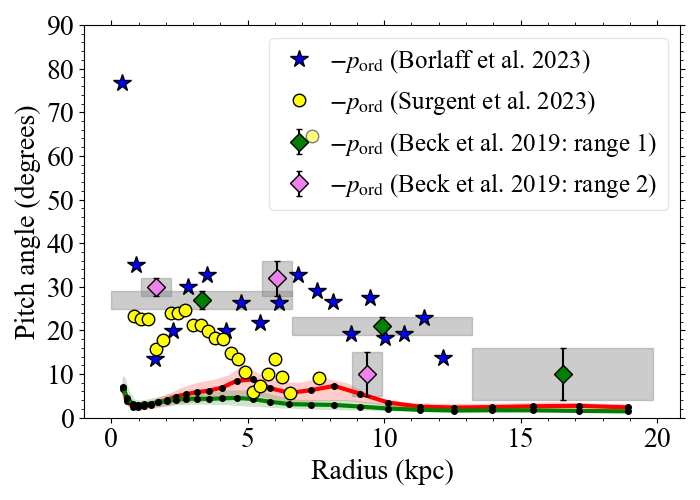 90
80
70
60
50
40
30
20
10
0
Pitch angle (degrees)
−p_ord (Borlaff et al. 2023)
−p_ord (Surgent et al. 2023)
−p_ord (Beck et al. 2019: range 1)
−p_ord (Beck et al. 2019: range 2)
0 5 10 15 20
Radius (kpc)